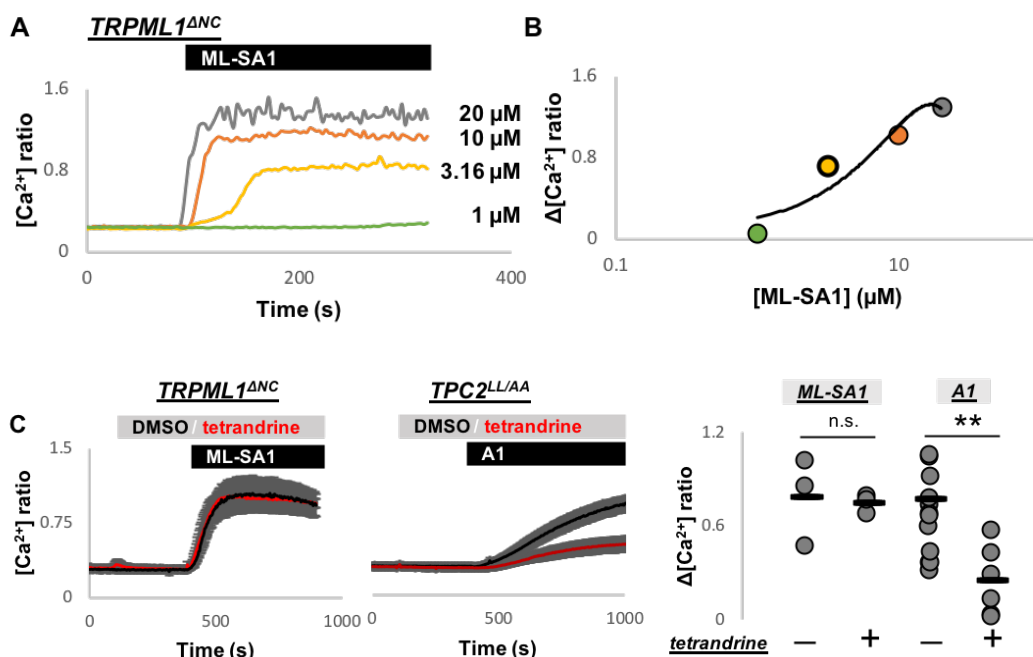 A
TRPML1ΔNC
ML-SA1
[Ca²⁺] ratio
1.6
0.8
0
20 µM
10 µM
3.16 µM
1 µM
0
200
400
Time (s)
B
Δ[Ca²⁺] ratio
1.6
0.8
0
0.1
10
[ML-SA1] (µM)
C
TRPML1ΔNC
DMSO / tetrandrine
ML-SA1
[Ca²⁺] ratio
1.5
0.75
0
0
500
1000
Time (s)
TPC2LL/AA
DMSO / tetrandrine
A1
0
500
1000
Time (s)
ML-SA1
A1
n.s.
**
Δ[Ca²⁺] ratio
1.2
0.6
0
tetrandrine
— + — +